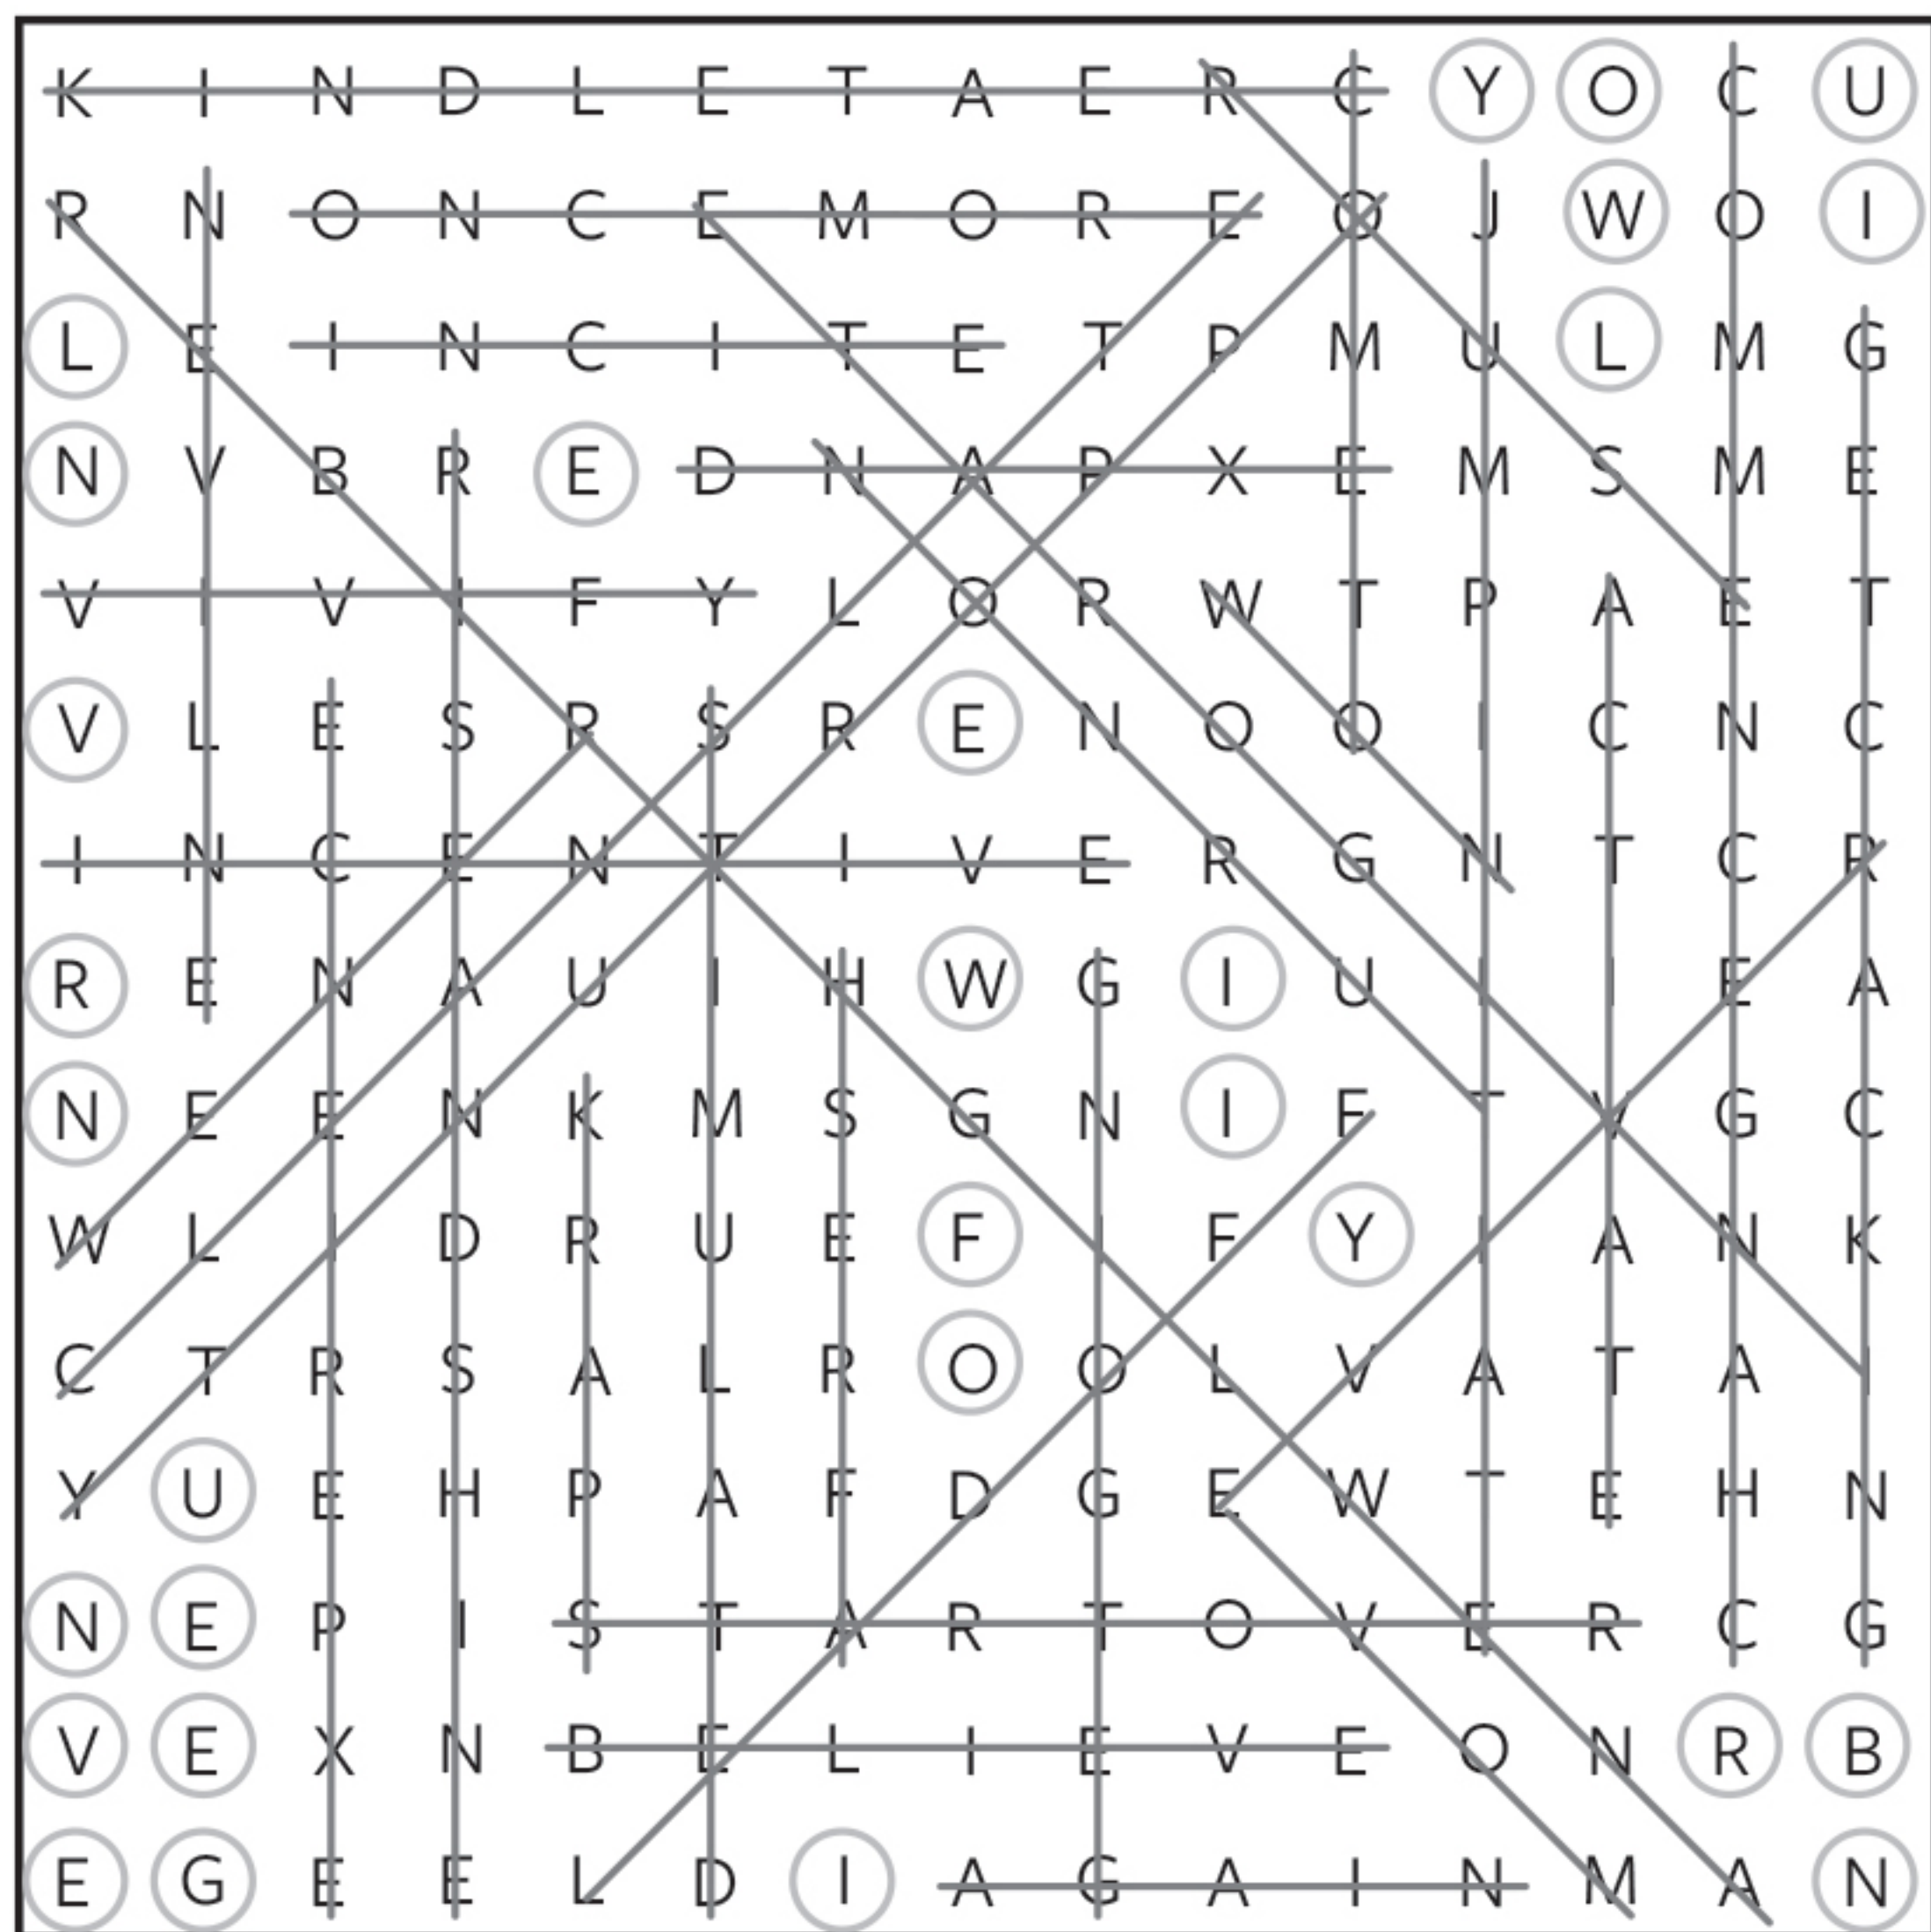 K I N D L E T A E R C Y O C U
R N O N C E M O R E O J W O I
L E I N C I T E T P M U L M G
N V B R E D N A P X E M S M E
V I V I F Y L O R W T P A E T
V L E S R S R E N O O I C N C
I N C E N T I V E R G N T C R
R E N A U I H W G I U I I E A
N E E N K M S G N I F T V G C
W L I D R U E F I F Y I A N K
C T R S A L R O O L V A T A I
Y U E H P A F D G E W T E H N
N E P I S T A R T O V E R C G
V E X N B E L I E V E O N R B
E G E E L D I A G A I N M A N